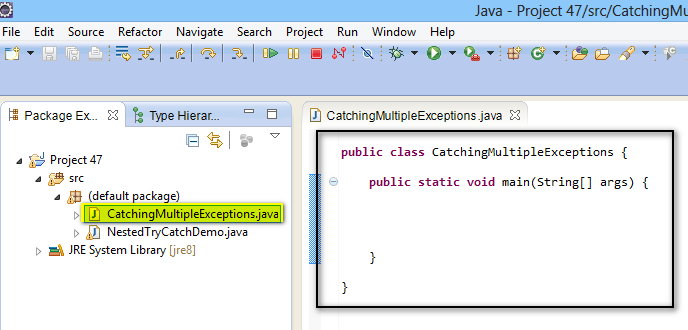 Java - Project 47/src/CatchingMu
File Edit Source Refactor Navigate Search Project Run Window Help
Package Ex... Type Hierar...
CatchingMultipleExceptions.java
Project 47
src
(default package)
CatchingMultipleExceptions.java
NestedTryCatchDemo.java
JRE System Library [jre8]
public class CatchingMultipleExceptions {
public static void main(String[] args) {
}
}